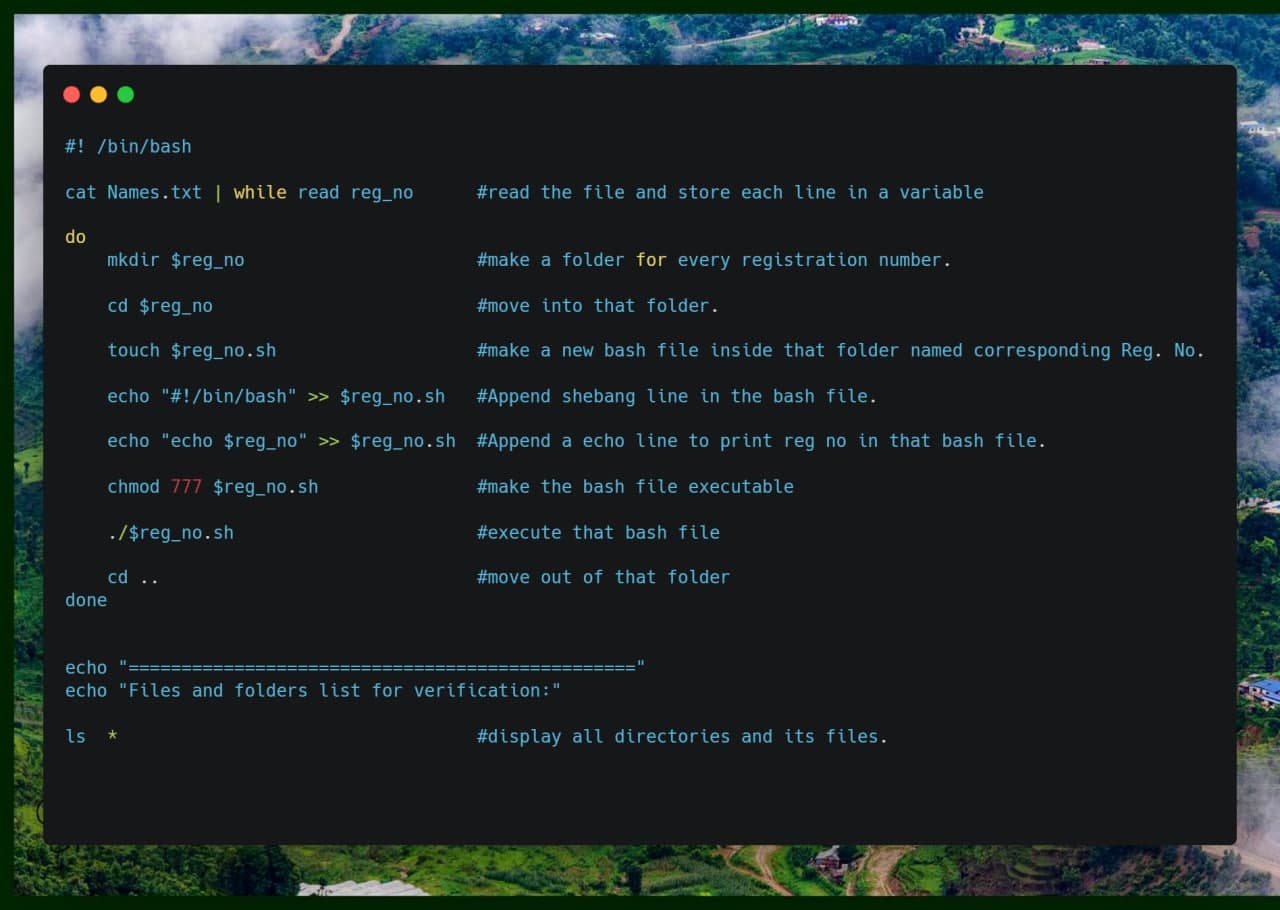 #! /bin/bash
cat Names.txt | while read reg_no      #read the file and store each line in a variable
do
    mkdir $reg_no                      #make a folder for every registration number.
    cd $reg_no                         #move into that folder.
    touch $reg_no.sh                   #make a new bash file inside that folder named corresponding Reg. No.
    echo "#!/bin/bash" >> $reg_no.sh   #Append shebang line in the bash file.
    echo "echo $reg_no" >> $reg_no.sh  #Append a echo line to print reg no in that bash file.
    chmod 777 $reg_no.sh               #make the bash file executable
    ./$reg_no.sh                       #execute that bash file
    cd ..                              #move out of that folder
done
echo "================================================"
echo "Files and folders list for verification:"
ls  *                                  #display all directories and its files.